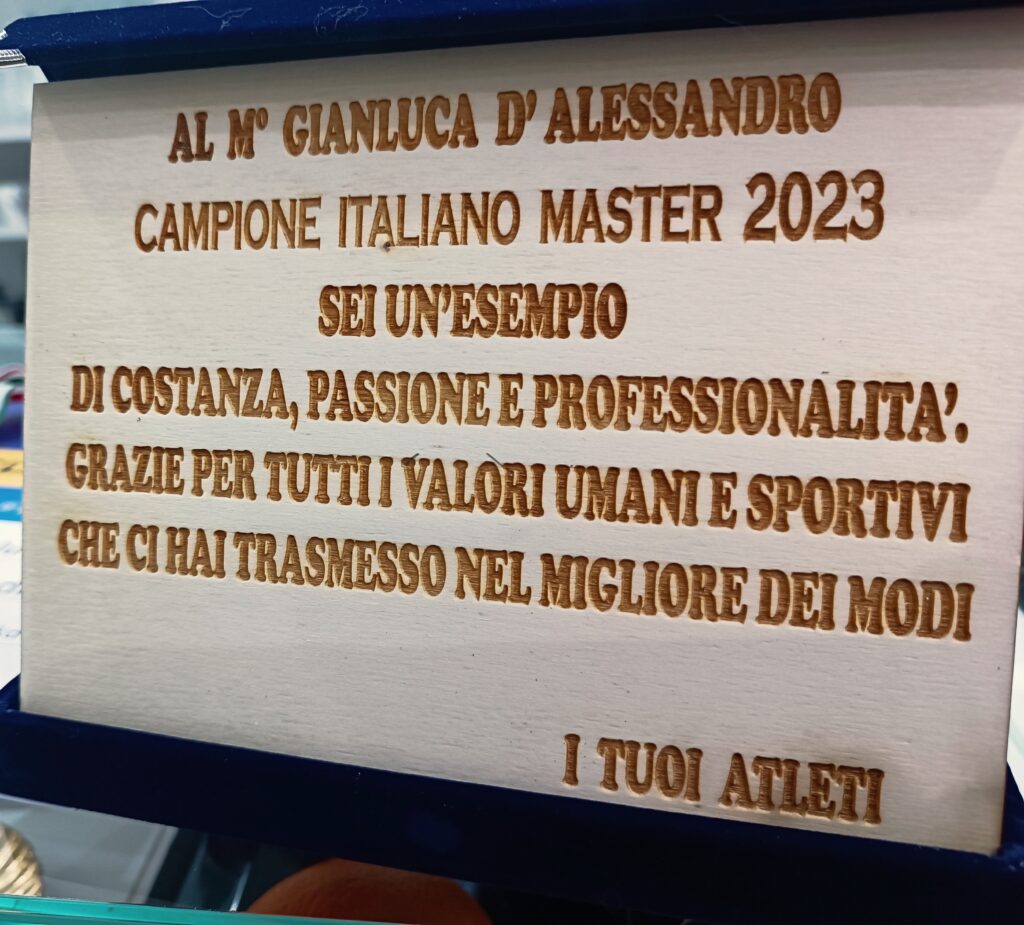 AL M° GIANLUCA D' ALESSANDRO
CAMPIONE ITALIANO MASTER 2023
SEI UN'ESEMPIO
DI COSTANZA, PASSIONE E PROFESSIONALITA'.
GRAZIE PER TUTTI I VALORI UMANI E SPORTIVI
CHE CI HAI TRASMESSO NEL MIGLIORE DEI MODI
I TUOI ATLETI